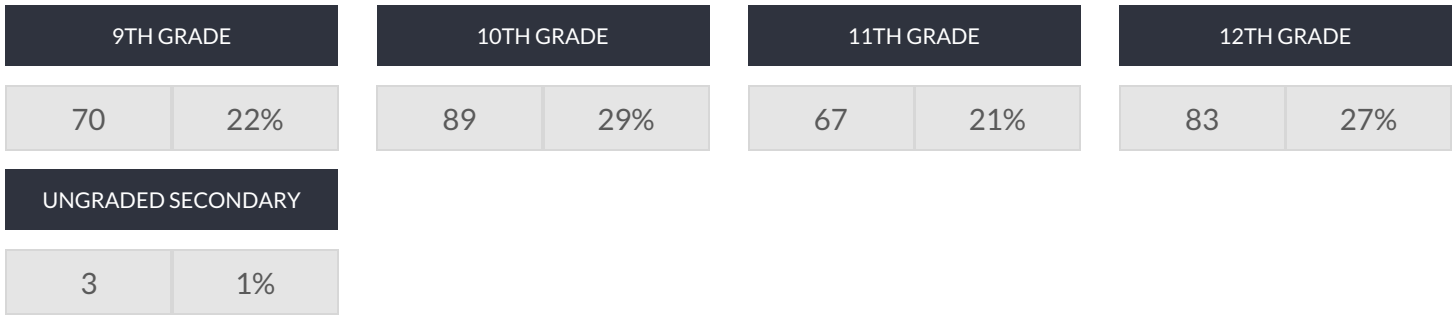 9TH GRADE 10TH GRADE 11TH GRADE 12TH GRADE
70 22% 89 29% 67 21% 83 27%
UNGRADED SECONDARY
3 1%